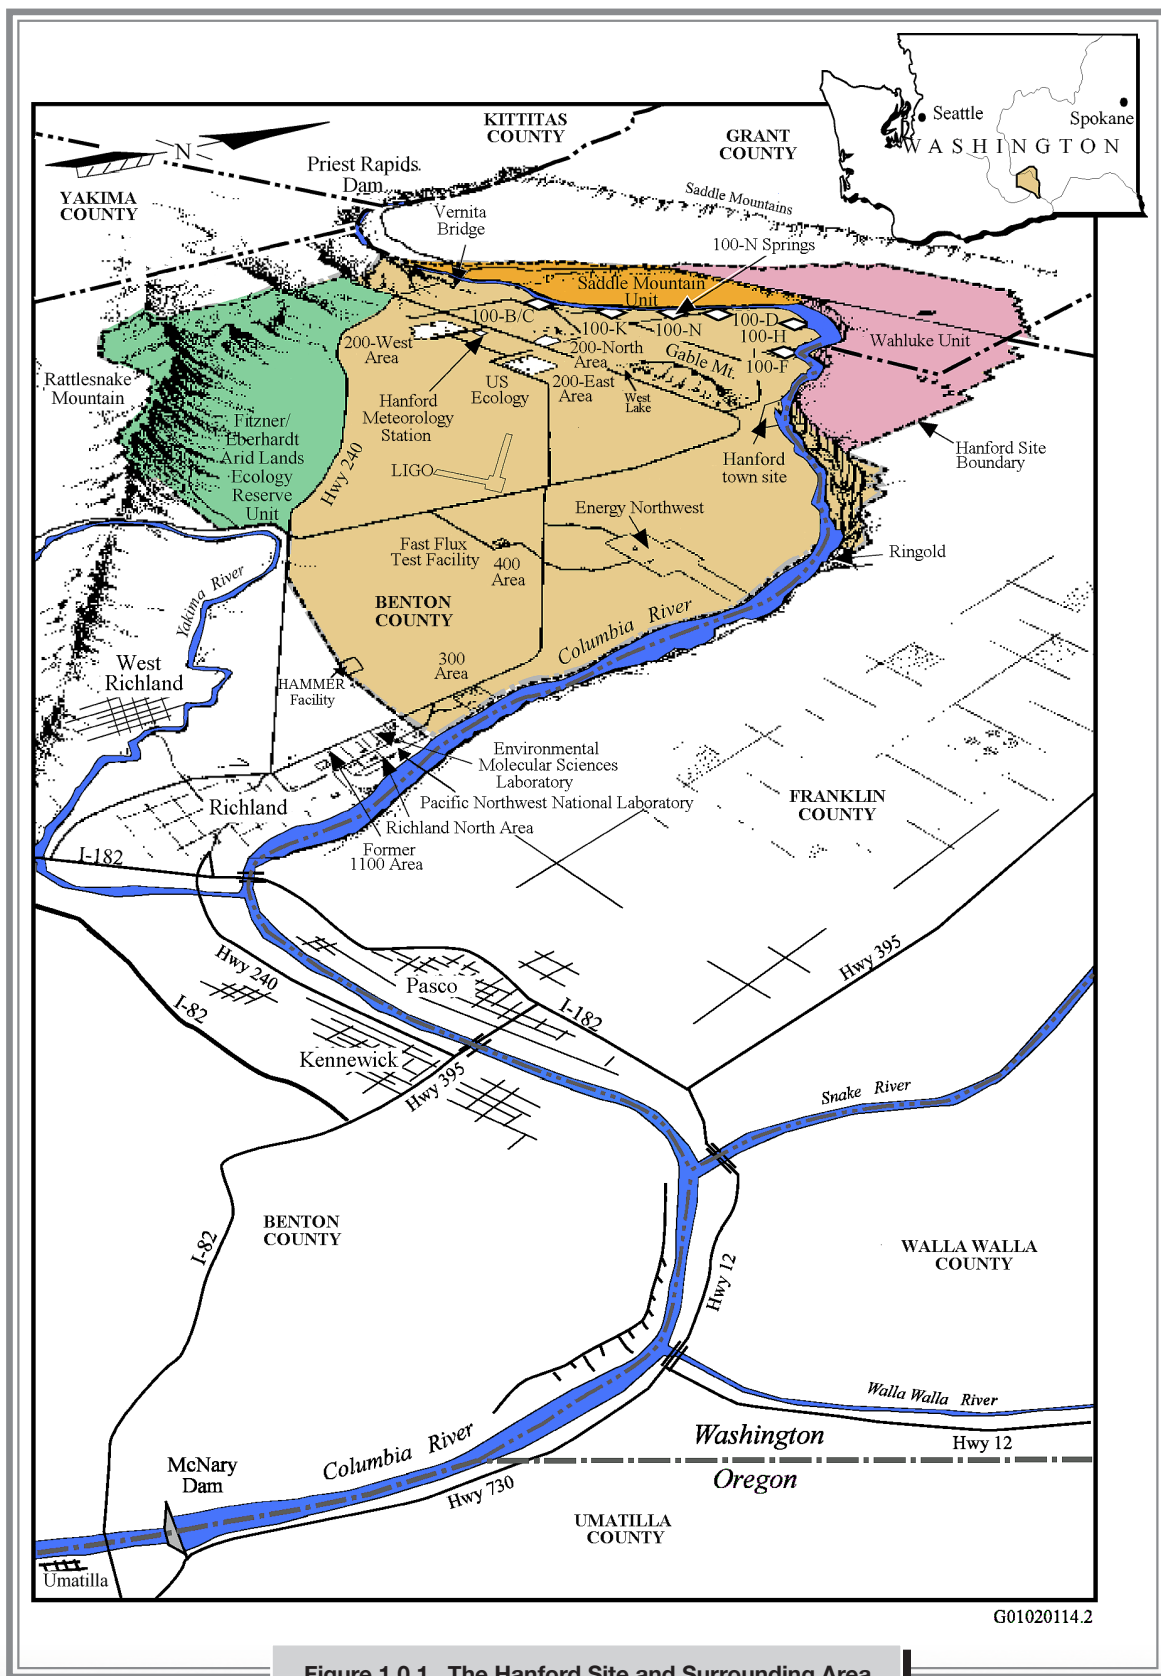 Seattle
Spokane
WASHINGTON
KITTITAS
COUNTY
GRANT
COUNTY
N
Priest Rapids
Dam
YAKIMA
COUNTY
Saddle Mountains
Vernita
Bridge
100-N Springs
Saddle Mountain
Unit
100-B/C
100-K
100-N
100-D
100-H
100-F
Wahluke Unit
200-West
Area
200-North
Area
Gable Mt.
Rattlesnake
Mountain
US
Ecology
200-East
Area
West
Lake
Hanford
Meteorology
Station
Fitzner/
Eberhardt
Arid Lands
Ecology
Reserve
Unit
Hwy 240
LIGO
Hanford
town site
Hanford Site
Boundary
Energy Northwest
Fast Flux
Test Facility
400
Area
Ringold
BENTON
COUNTY
Yakima River
Columbia River
West
Richland
300
Area
HAMMER
Facility
Environmental
Molecular Sciences
Laboratory
Pacific Northwest National Laboratory
Richland
Richland North Area
Former
1100 Area
FRANKLIN
COUNTY
I-182
Hwy 240
Hwy 395
Pasco
I-82
I-182
Kennewick
Hwy 395
Snake River
BENTON
COUNTY
I-82
WALLA WALLA
COUNTY
Hwy 12
Walla Walla River
Columbia River
Washington
Hwy 12
McNary
Dam
Oregon
Hwy 730
UMATILLA
COUNTY
Umatilla
G01020114.2
Figure 1.0.1. The Hanford Site and Surrounding Area